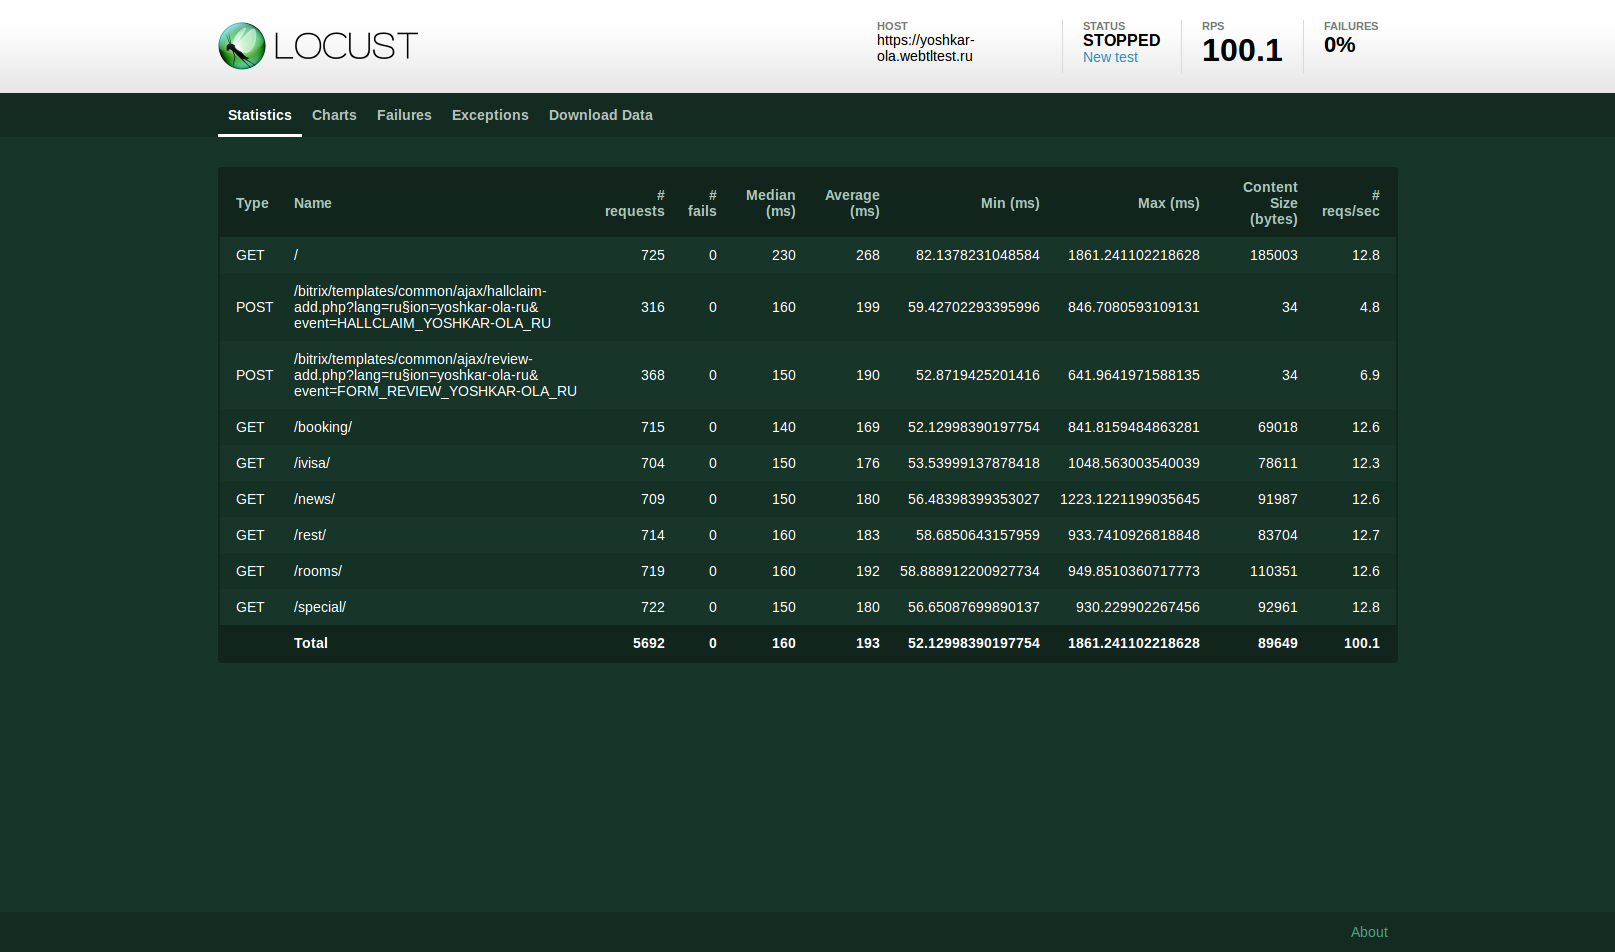 LOCUST
HOST
https://yoshkar-
ola.webtltest.ru
STATUS
STOPPED
New test
RPS
100.1
FAILURES
0%
Statistics Charts Failures Exceptions Download Data
Type Name # requests # fails Median (ms) Average (ms) Min (ms) Max (ms) Content Size (bytes) # reqs/sec
GET / 725 0 230 268 82.1378231048584 1861.241102218628 185003 12.8
/bitrix/templates/common/ajax/hallclaim-
POST add.php?lang=ru§ion=yoshkar-ola-ru& 316 0 160 199 59.42702293395996 846.7080593109131 34 4.8
event=HALLCLAIM_YOSHKAR-OLA_RU
/bitrix/templates/common/ajax/review-
POST add.php?lang=ru§ion=yoshkar-ola-ru& 368 0 150 190 52.8719425201416 641.9641971588135 34 6.9
event=FORM_REVIEW_YOSHKAR-OLA_RU
GET /booking/ 715 0 140 169 52.12998390197754 841.8159484863281 69018 12.6
GET /ivisa/ 704 0 150 176 53.53999137878418 1048.563003540039 78611 12.3
GET /news/ 709 0 150 180 56.48398399353027 1223.1221199035645 91987 12.6
GET /rest/ 714 0 160 183 58.6850643157959 933.7410926818848 83704 12.7
GET /rooms/ 719 0 160 192 58.888912200927734 949.8510360717773 110351 12.6
GET /special/ 722 0 150 180 56.65087699890137 930.229902267456 92961 12.8
Total 5692 0 160 193 52.12998390197754 1861.241102218628 89649 100.1
About